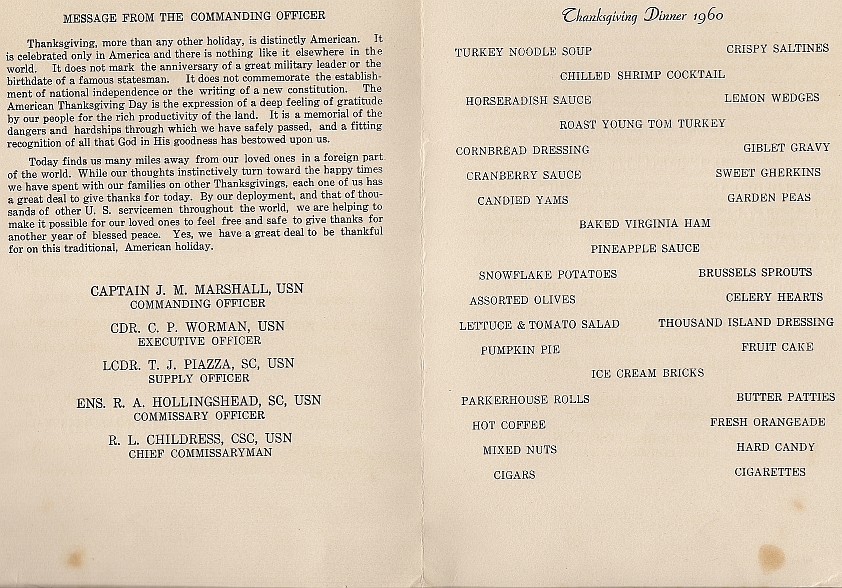 MESSAGE FROM THE COMMANDING OFFICER
Thanksgiving, more than any other holiday, is distinctly American. It
is celebrated only in America and there is nothing like it elsewhere in the
world. It does not mark the anniversary of a great military leader or the
birthdate of a famous statesman. It does not commemorate the establish-
ment of national independence or the writing of a new constitution. The
American Thanksgiving Day is the expression of a deep feeling of gratitude
by our people for the rich productivity of the land. It is a memorial of the
dangers and hardships through which we have safely passed, and a fitting
recognition of all that God in His goodness has bestowed upon us.
Today finds us many miles away from our loved ones in a foreign part
of the world. While our thoughts instinctively turn toward the happy times
we have spent with our families on other Thanksgivings, each one of us has
a great deal to give thanks for today. By our deployment, and that of thou-
sands of other U. S. servicemen throughout the world, we are helping to
make it possible for our loved ones to feel free and safe to give thanks for
another year of blessed peace. Yes, we have a great deal to be thankful
for on this traditional, American holiday.
CAPTAIN J. M. MARSHALL, USN
COMMANDING OFFICER
CDR. C. P. WORMAN, USN
EXECUTIVE OFFICER
LCDR. T. J. PIAZZA, SC, USN
SUPPLY OFFICER
ENS. R. A. HOLLINGSHEAD, SC, USN
COMMISSARY OFFICER
R. L. CHILDRESS, CSC, USN
CHIEF COMMISSARYMAN
Thanksgiving Dinner 1960
TURKEY NOODLE SOUP CRISPY SALTINES
CHILLED SHRIMP COCKTAIL
HORSERADISH SAUCE LEMON WEDGES
ROAST YOUNG TOM TURKEY
CORNBREAD DRESSING GIBLET GRAVY
CRANBERRY SAUCE SWEET GHERKINS
CANDIED YAMS GARDEN PEAS
BAKED VIRGINIA HAM
PINEAPPLE SAUCE
SNOWFLAKE POTATOES BRUSSELS SPROUTS
ASSORTED OLIVES CELERY HEARTS
LETTUCE & TOMATO SALAD THOUSAND ISLAND DRESSING
PUMPKIN PIE FRUIT CAKE
ICE CREAM BRICKS
PARKERHOUSE ROLLS BUTTER PATTIES
HOT COFFEE FRESH ORANGEADE
MIXED NUTS HARD CANDY
CIGARS CIGARETTES